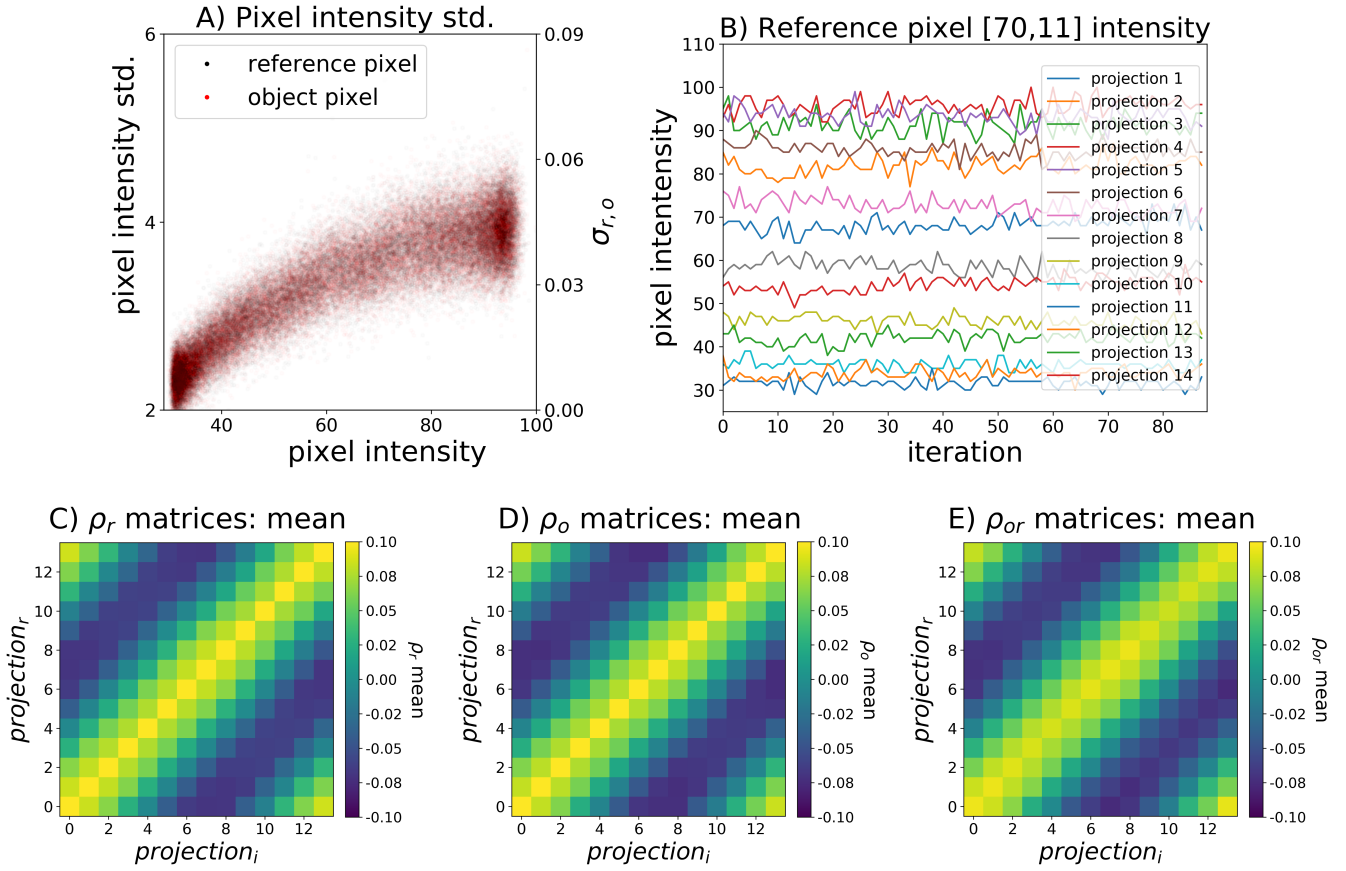 A) Pixel intensity std.
6
4
2
pixel intensity std.
reference pixel
object pixel
0.09
0.06
0.03
0.00
σr, o
40 60 80 100
pixel intensity
B) Reference pixel [70,11] intensity
110
100
90
80
70
60
50
40
30
pixel intentensity
projection 1
projection 2
projection 3
projection 4
projection 5
projection 6
projection 7
projection 8
projection 9
projection 10
projection 11
projection 12
projection 13
projection 14
0 10 20 30 40 50 60 70 80
iteration
C) ρr matrices: mean
12
10
8
6
4
2
0
projectionr
0 2 4 6 8 10 12
projectioni
0.10
0.08
0.05
0.02
0.00
-0.02
-0.05
-0.08
-0.10
ρr mean
D) ρo matrices: mean
12
10
8
6
4
2
0
projectionr
0 2 4 6 8 10 12
projectioni
0.10
0.08
0.05
0.02
0.00
-0.02
-0.05
-0.08
-0.10
ρo mean
E) ρor matrices: mean
12
10
8
6
4
2
0
projectionr
0 2 4 6 8 10 12
projectioni
0.10
0.08
0.05
0.02
0.00
-0.02
-0.05
-0.08
-0.10
ρor mean